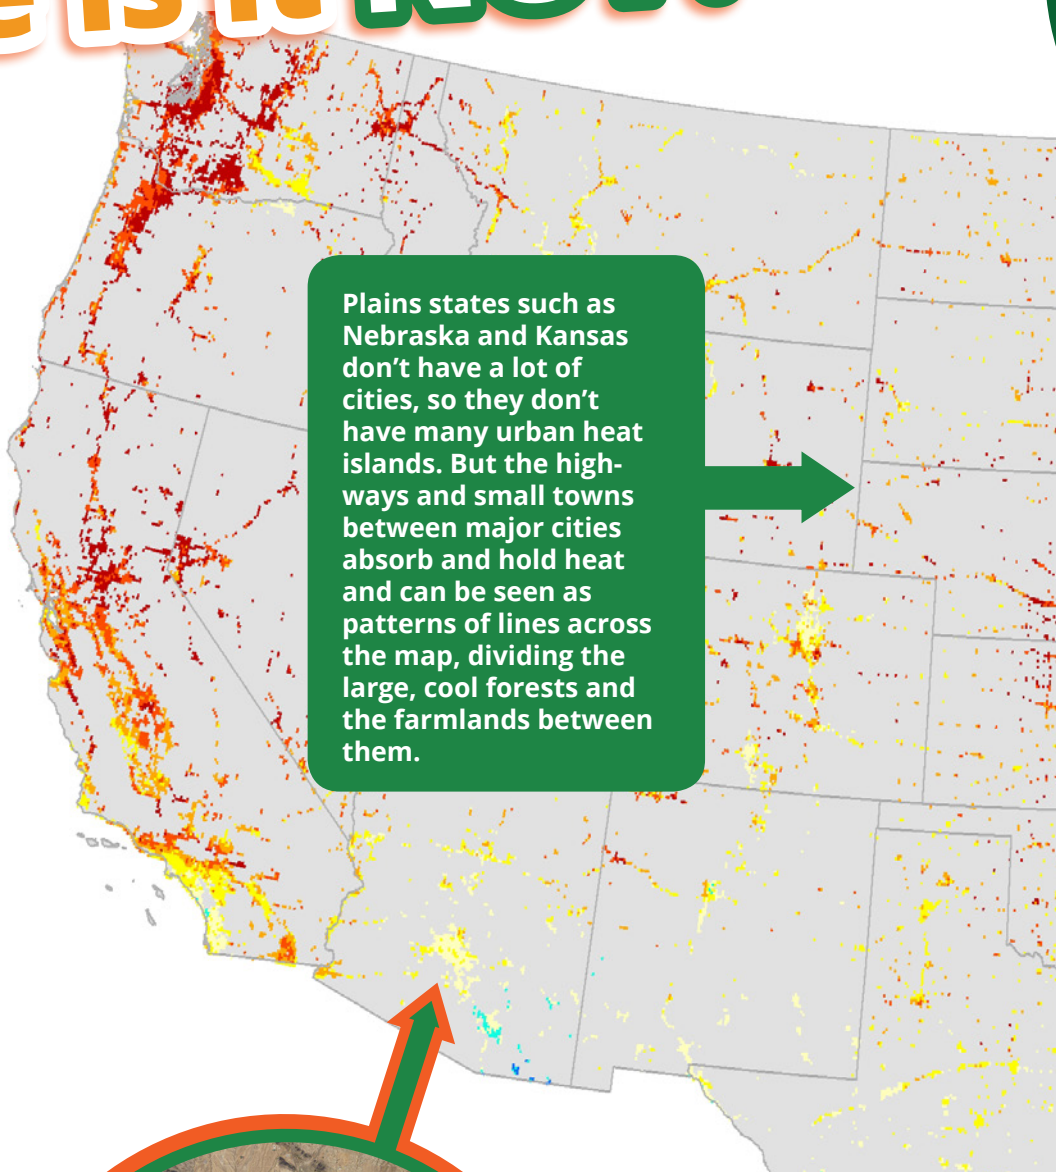 e is it
Plains states such as
Nebraska and Kansas
don’t have a lot of
cities, so they don’t
have many urban heat
islands. But the high-
ways and small towns
between major cities
absorb and hold heat
and can be seen as
patterns of lines across
the map, dividing the
large, cool forests and
the farmlands between
them.